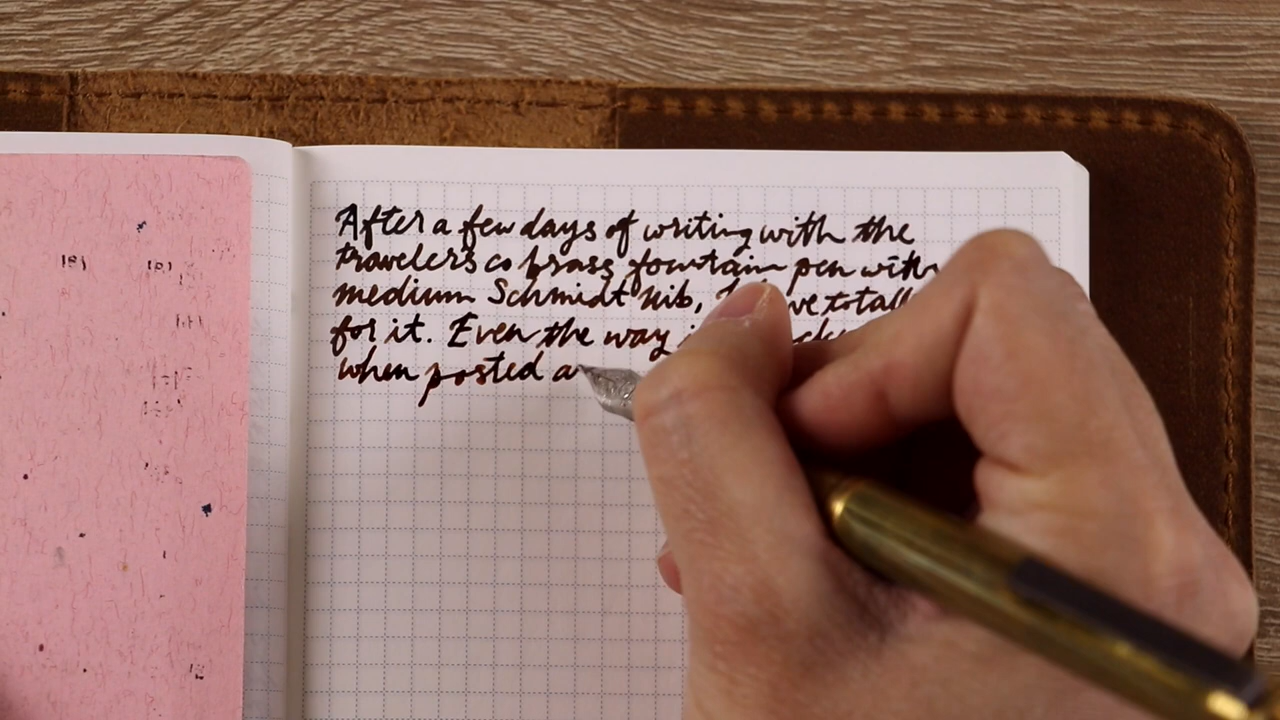 After a few days of writing with the
travelers co brass fountain pen with
medium Schmidt nib,
for it. Even the way
when posted a